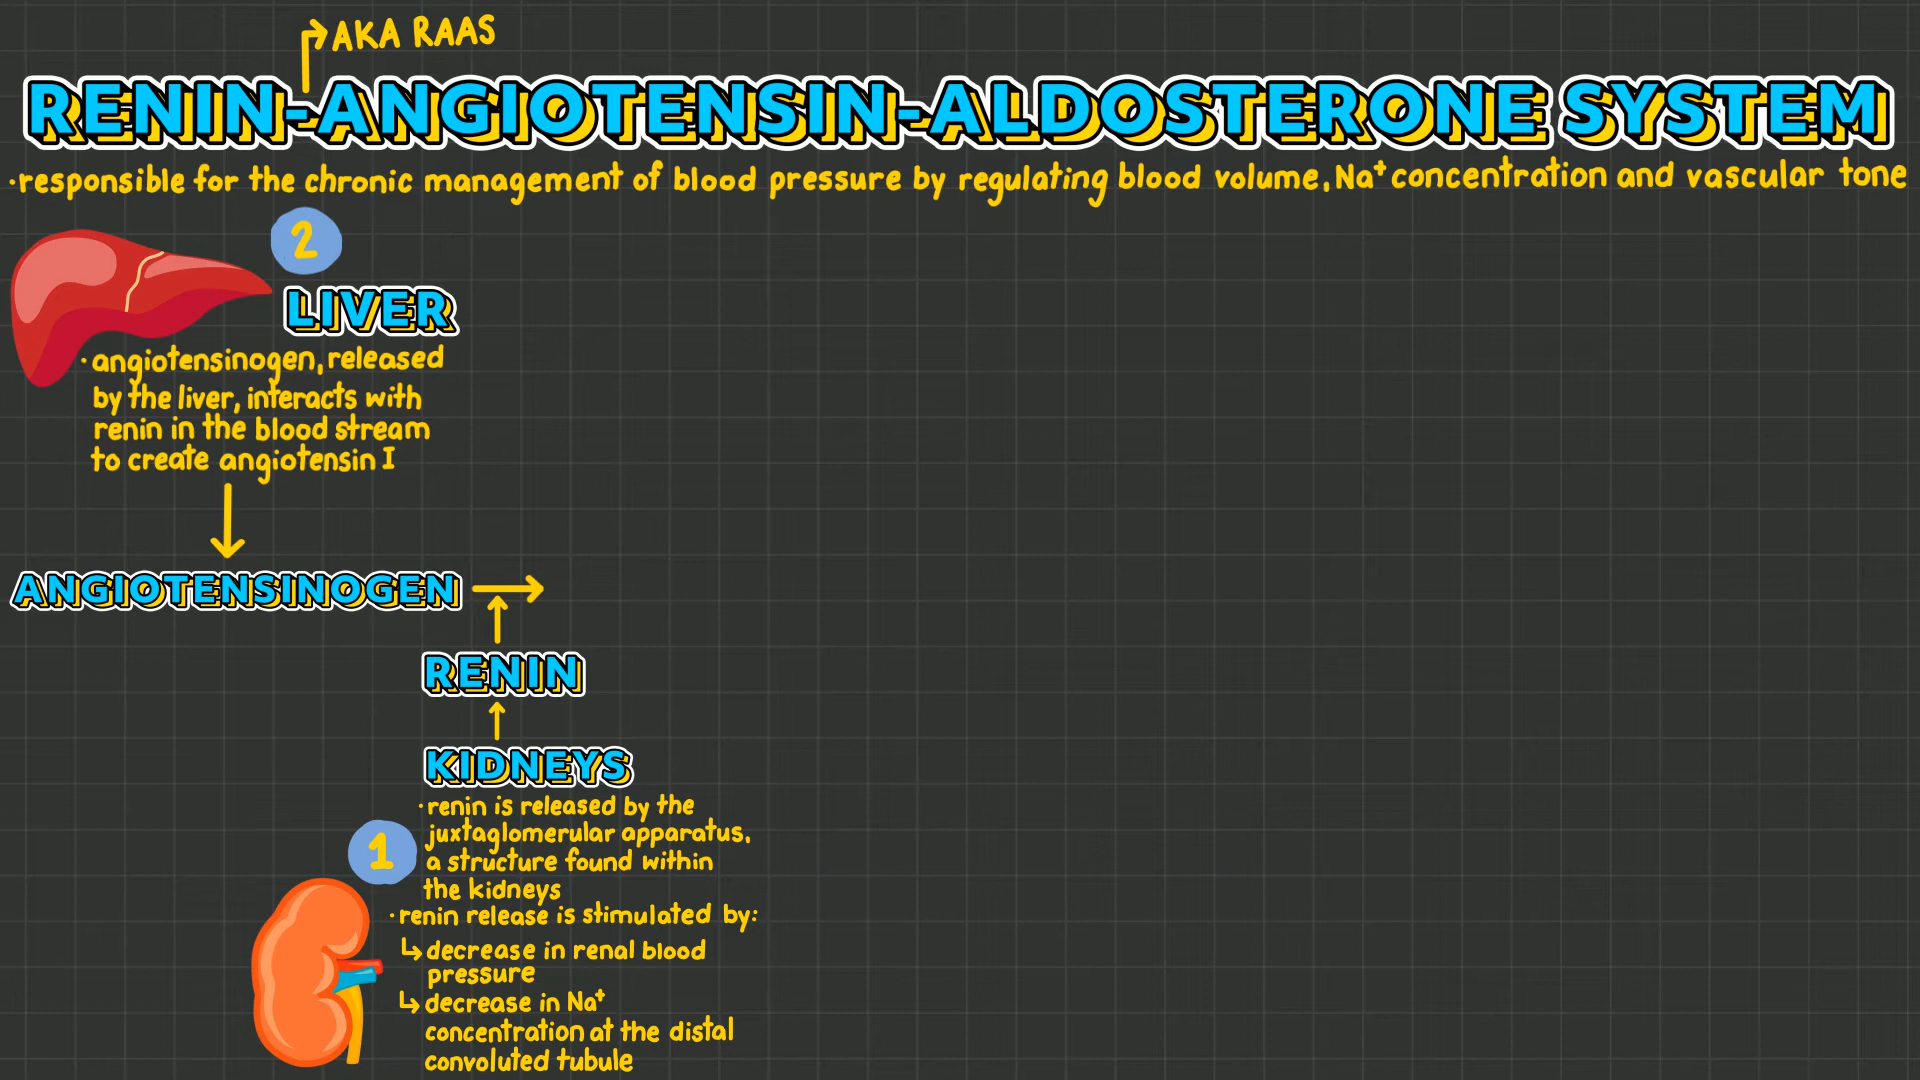 AKA RAAS
RENIN-ANGIOTENSIN-ALDOSTERONE SYSTEM
·responsible for the chronic management of blood pressure by regulating blood volume, Na⁺ concentration and vascular tone
2
LIVER
·angiotensinogen, released
by the liver, interacts with
renin in the blood stream
to create angiotensin I
ANGIOTENSINOGEN
RENIN
KIDNEYS
1
·renin is released by the
juxtaglomerular apparatus,
a structure found within
the kidneys
·renin release is stimulated by:
↳ decrease in renal blood
pressure
↳ decrease in Na⁺
concentration at the distal
convoluted tubule